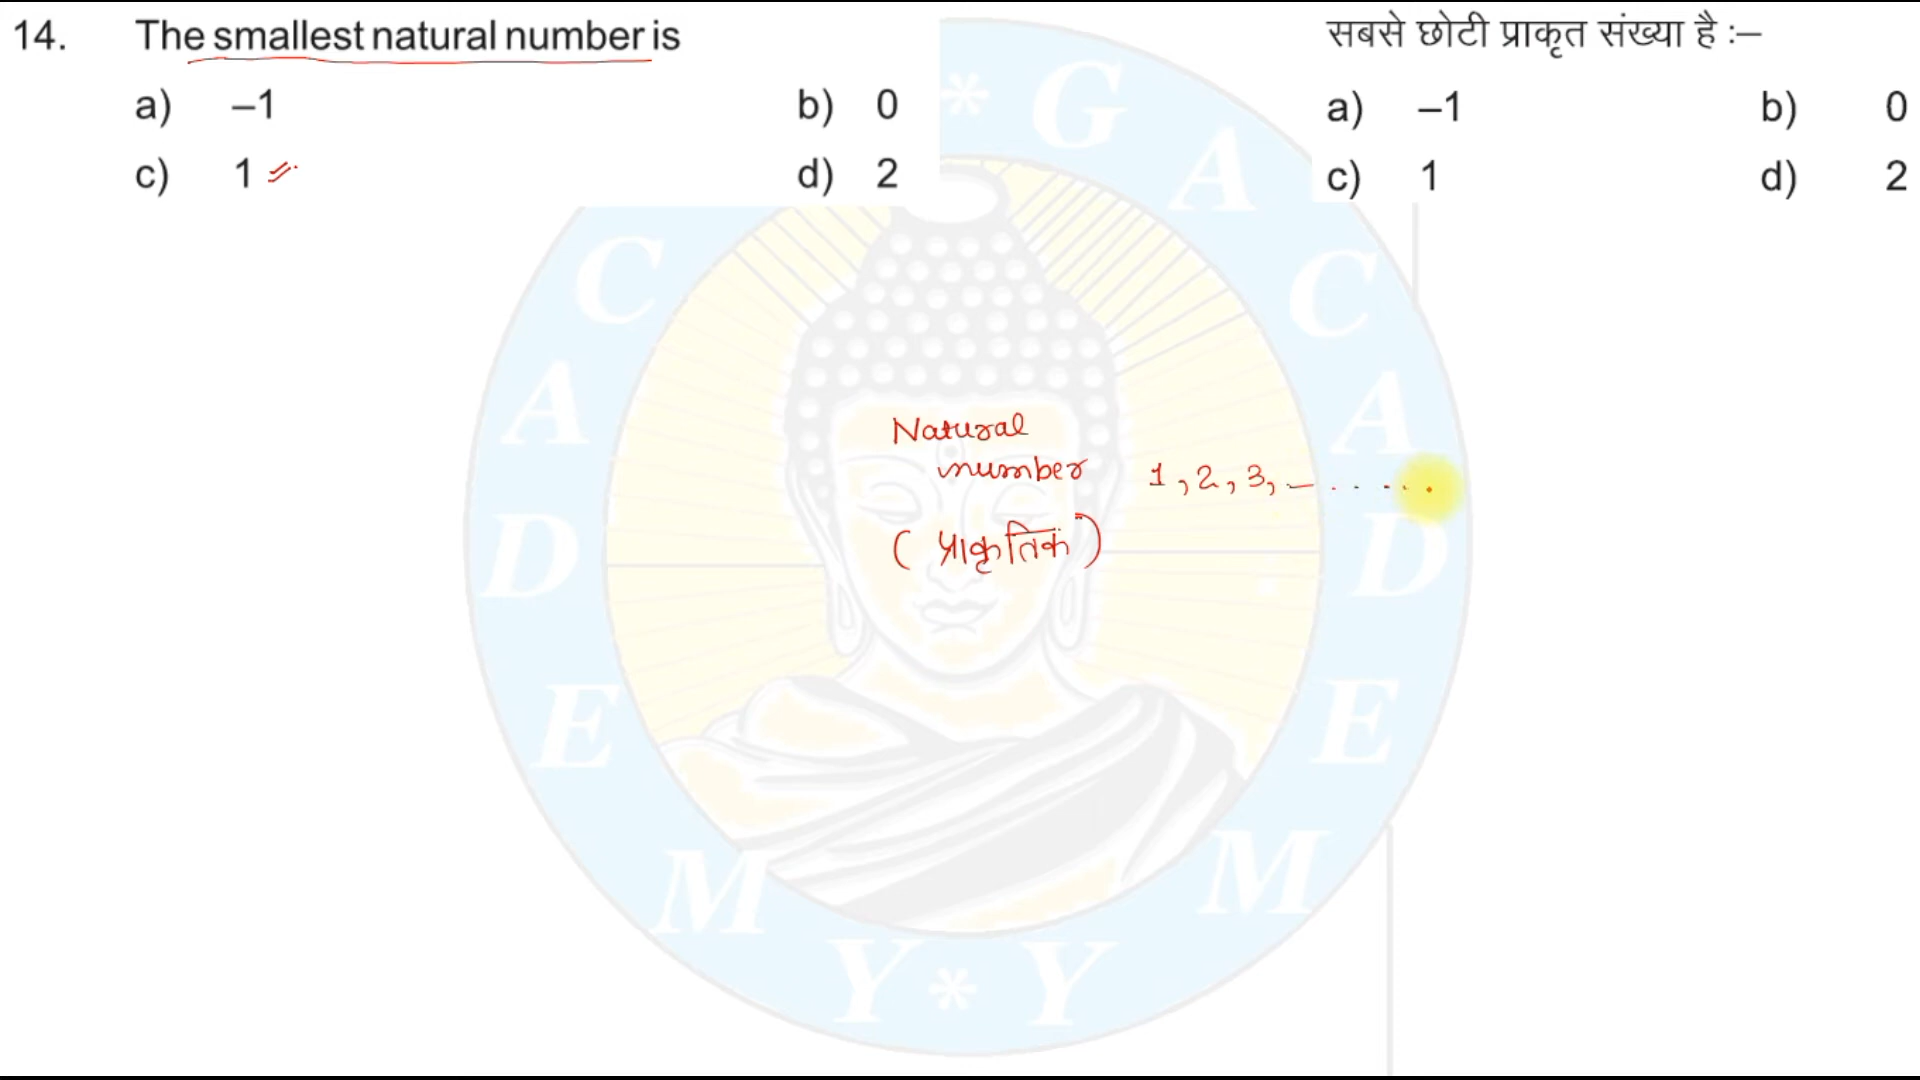 14. The smallest natural number is
a) –1 b) 0
c) 1 d) 2
सबसे छोटी प्राकृत संख्या है :–
a) –1 b) 0
c) 1 d) 2
Natural
number 1, 2, 3, – . . . . . .
( प्राकृतिक )
* G A C A D E M Y * Y M E D A C A